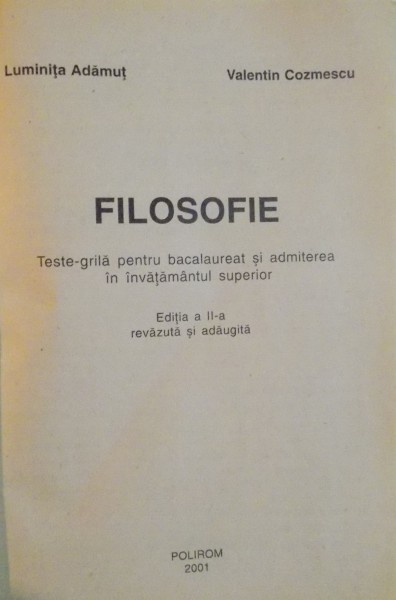 Luminița Adămuț
Valentin Cozmescu
FILOSOFIE
Teste-grilă pentru bacalaureat și admiterea
în învățământul superior
Ediția a II-a
revăzută și adăugită
POLIROM
2001